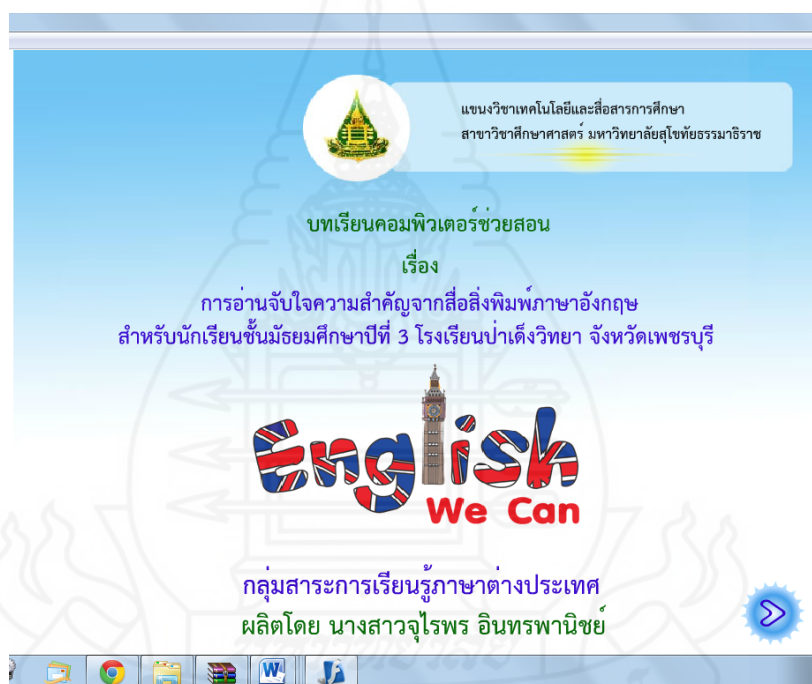 แขนงวิชาเทคโนโลยีและสื่อสารการศึกษา
สาขาวิชาศึกษาศาสตร์ มหาวิทยาลัยสุโขทัยธรรมาธิราช
บทเรียนคอมพิวเตอร์ช่วยสอน
เรื่อง
การอ่านจับใจความสำคัญจากสื่อสิ่งพิมพ์ภาษาอังกฤษ
สำหรับนักเรียนชั้นมัธยมศึกษาปีที่ 3 โรงเรียนป่าเด็งวิทยา จังหวัดเพชรบุรี
English
We Can
กลุ่มสาระการเรียนรู้ภาษาต่างประเทศ
ผลิตโดย นางสาวจุไรพร อินทรพานิชย์